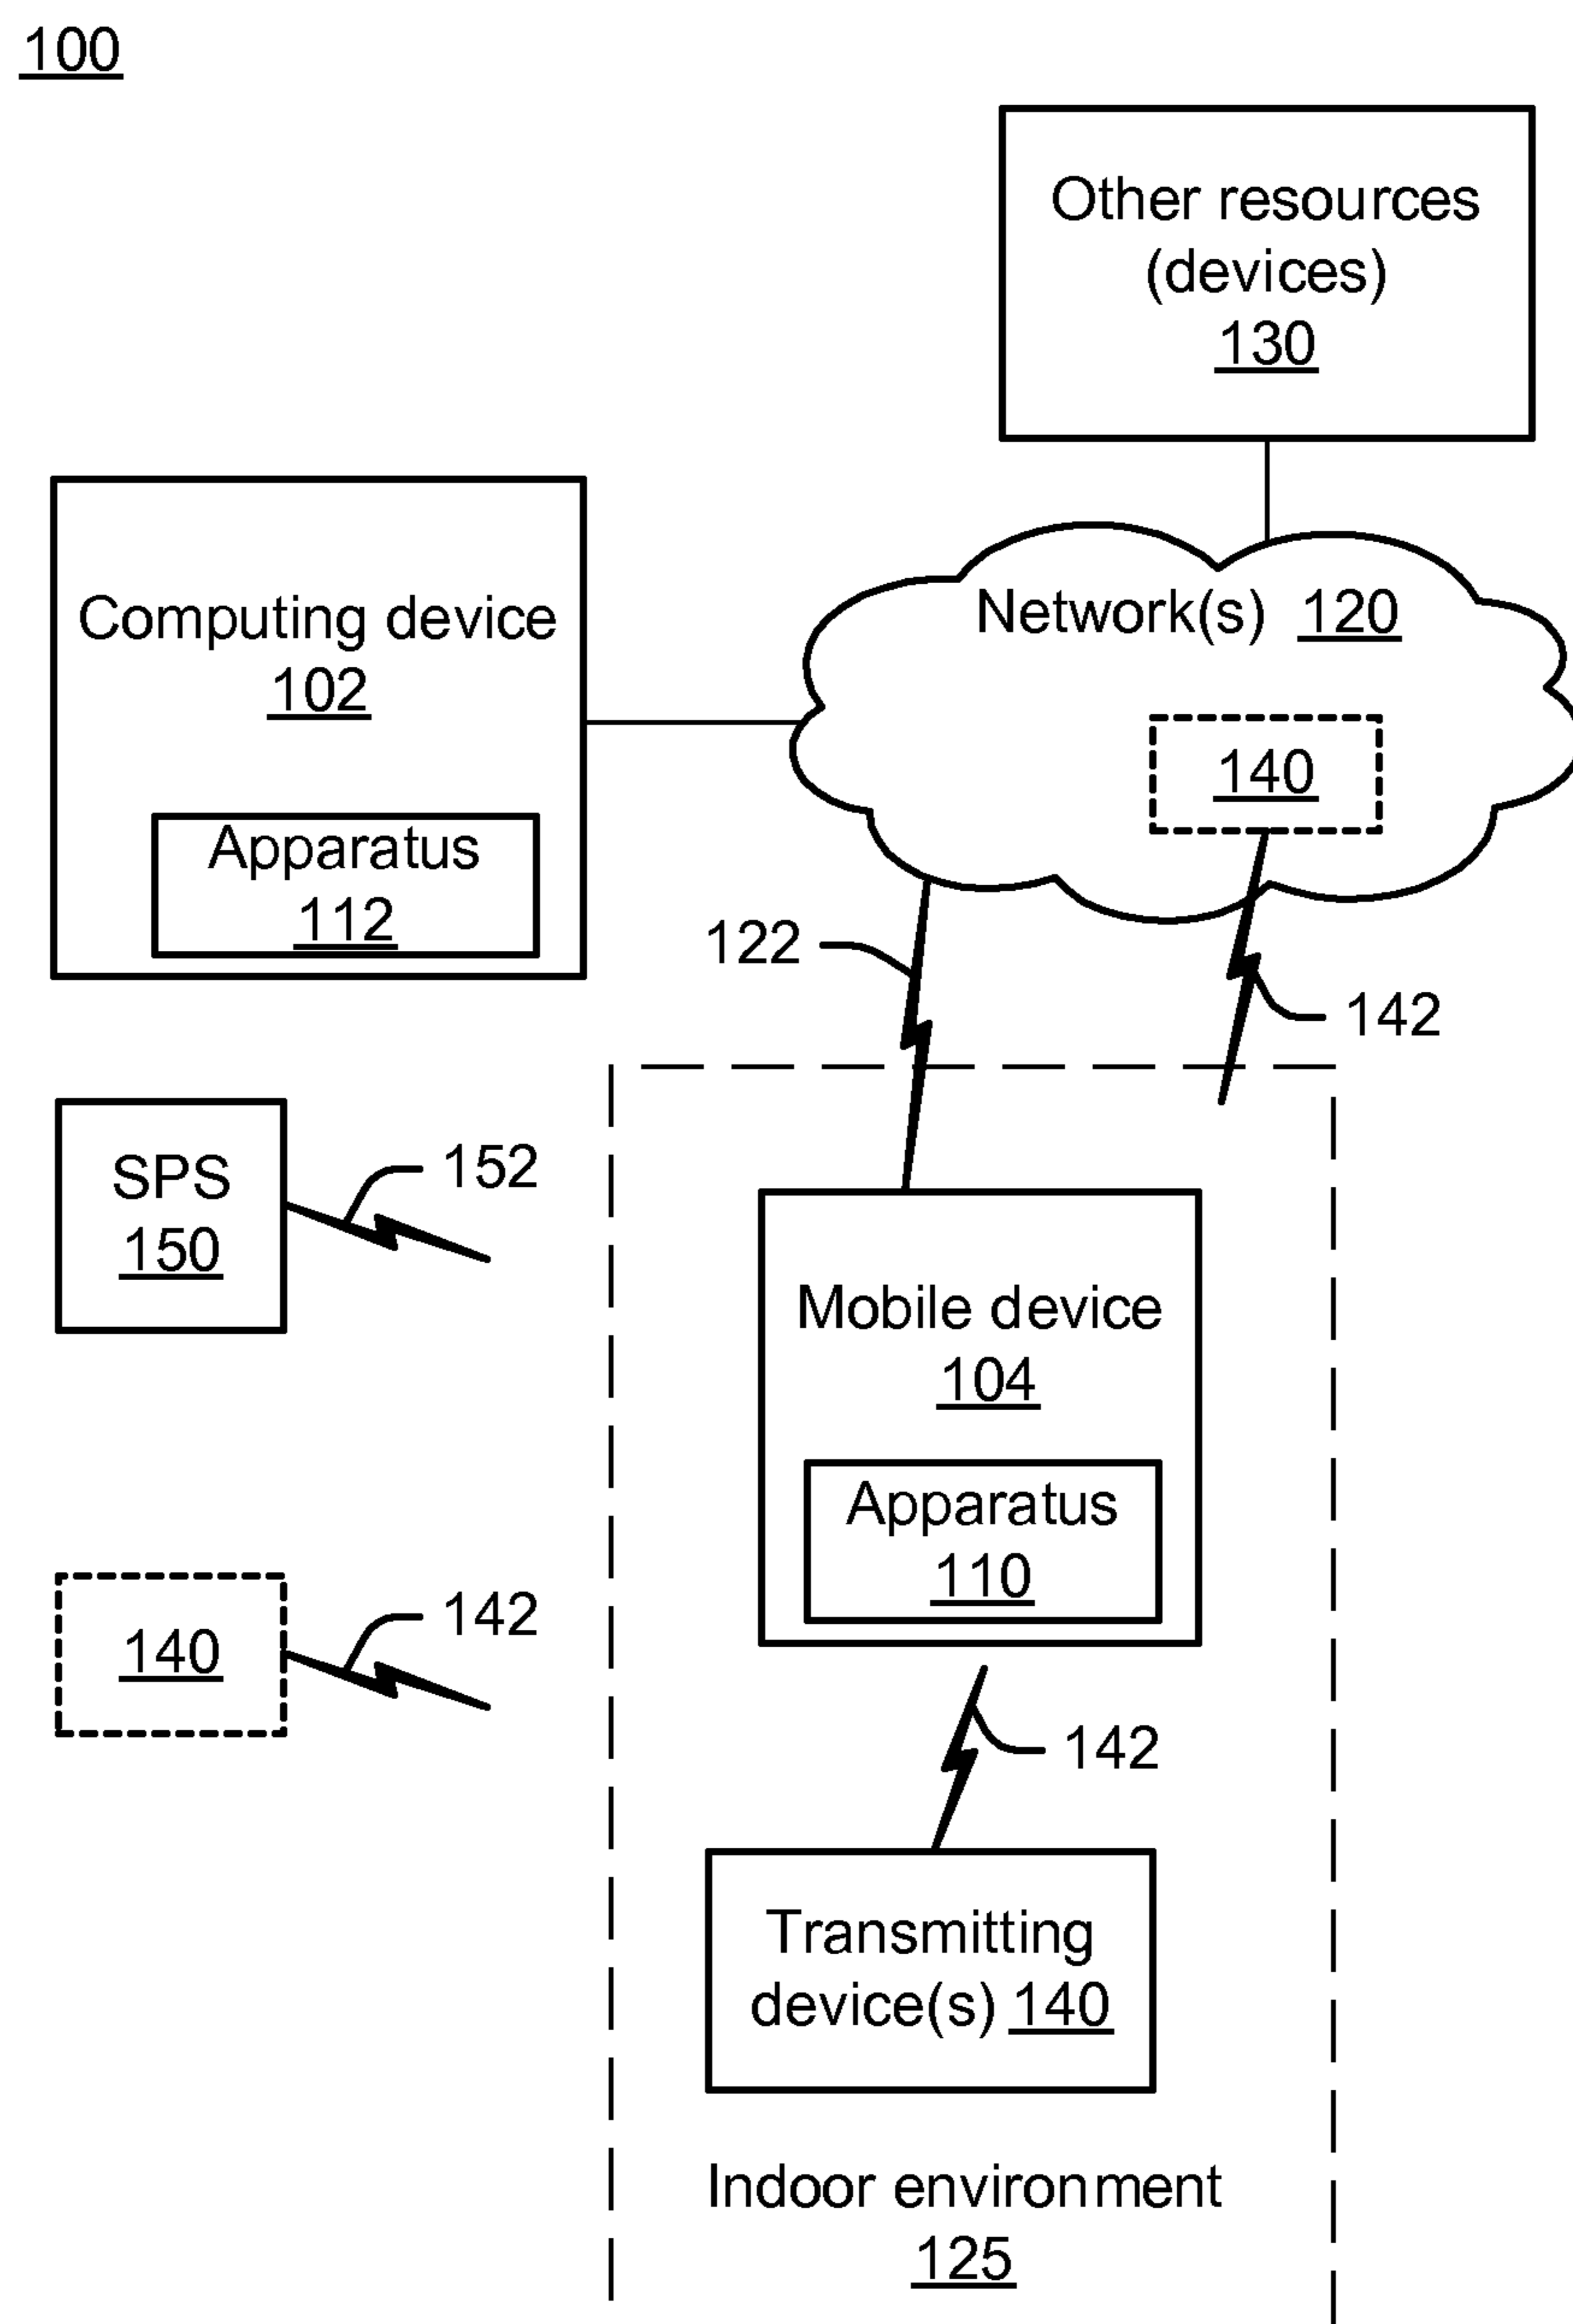 100
Other resources
(devices)
130
Computing device
102
Apparatus
112
Network(s) 120
140
122
142
SPS
150
152
Mobile device
104
Apparatus
110
140
142
142
Transmitting
device(s) 140
Indoor environment
125